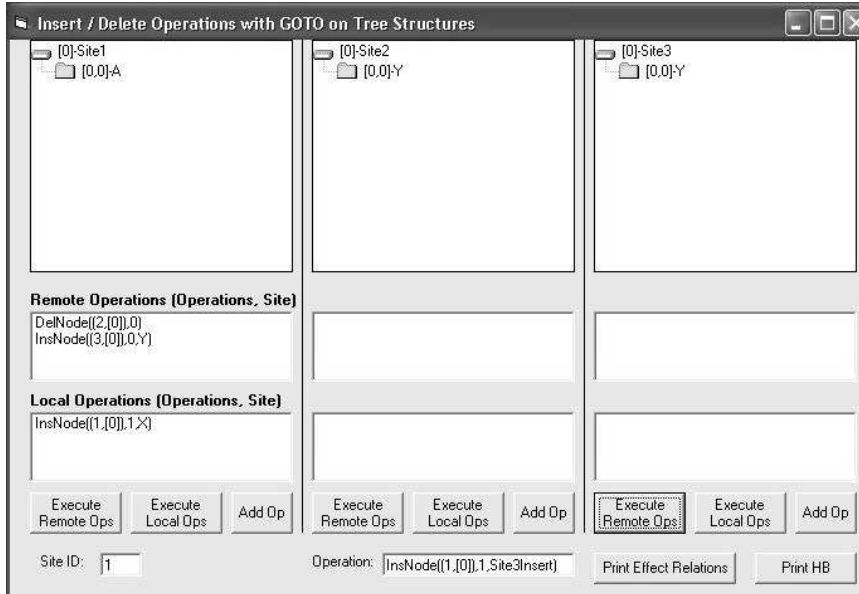 Insert / Delete Operations with GOTO on Tree Structures
[0]-Site1
[0,0]-A
[0]-Site2
[0,0]-Y
[0]-Site3
[0,0]-Y
Remote Operations (Operations, Site)
DelNode((2,[0]),0)
InsNode((3,[0]),0,Y)
Local Operations (Operations, Site)
InsNode((1,[0]),1,X)
Execute Remote Ops
Execute Local Ops
Add Op
Execute Remote Ops
Execute Local Ops
Add Op
Execute Remote Ops
Execute Local Ops
Add Op
Site ID: 1
Operation: InsNode((1,[0]),1,Site3Insert)
Print Effect Relations
Print HB